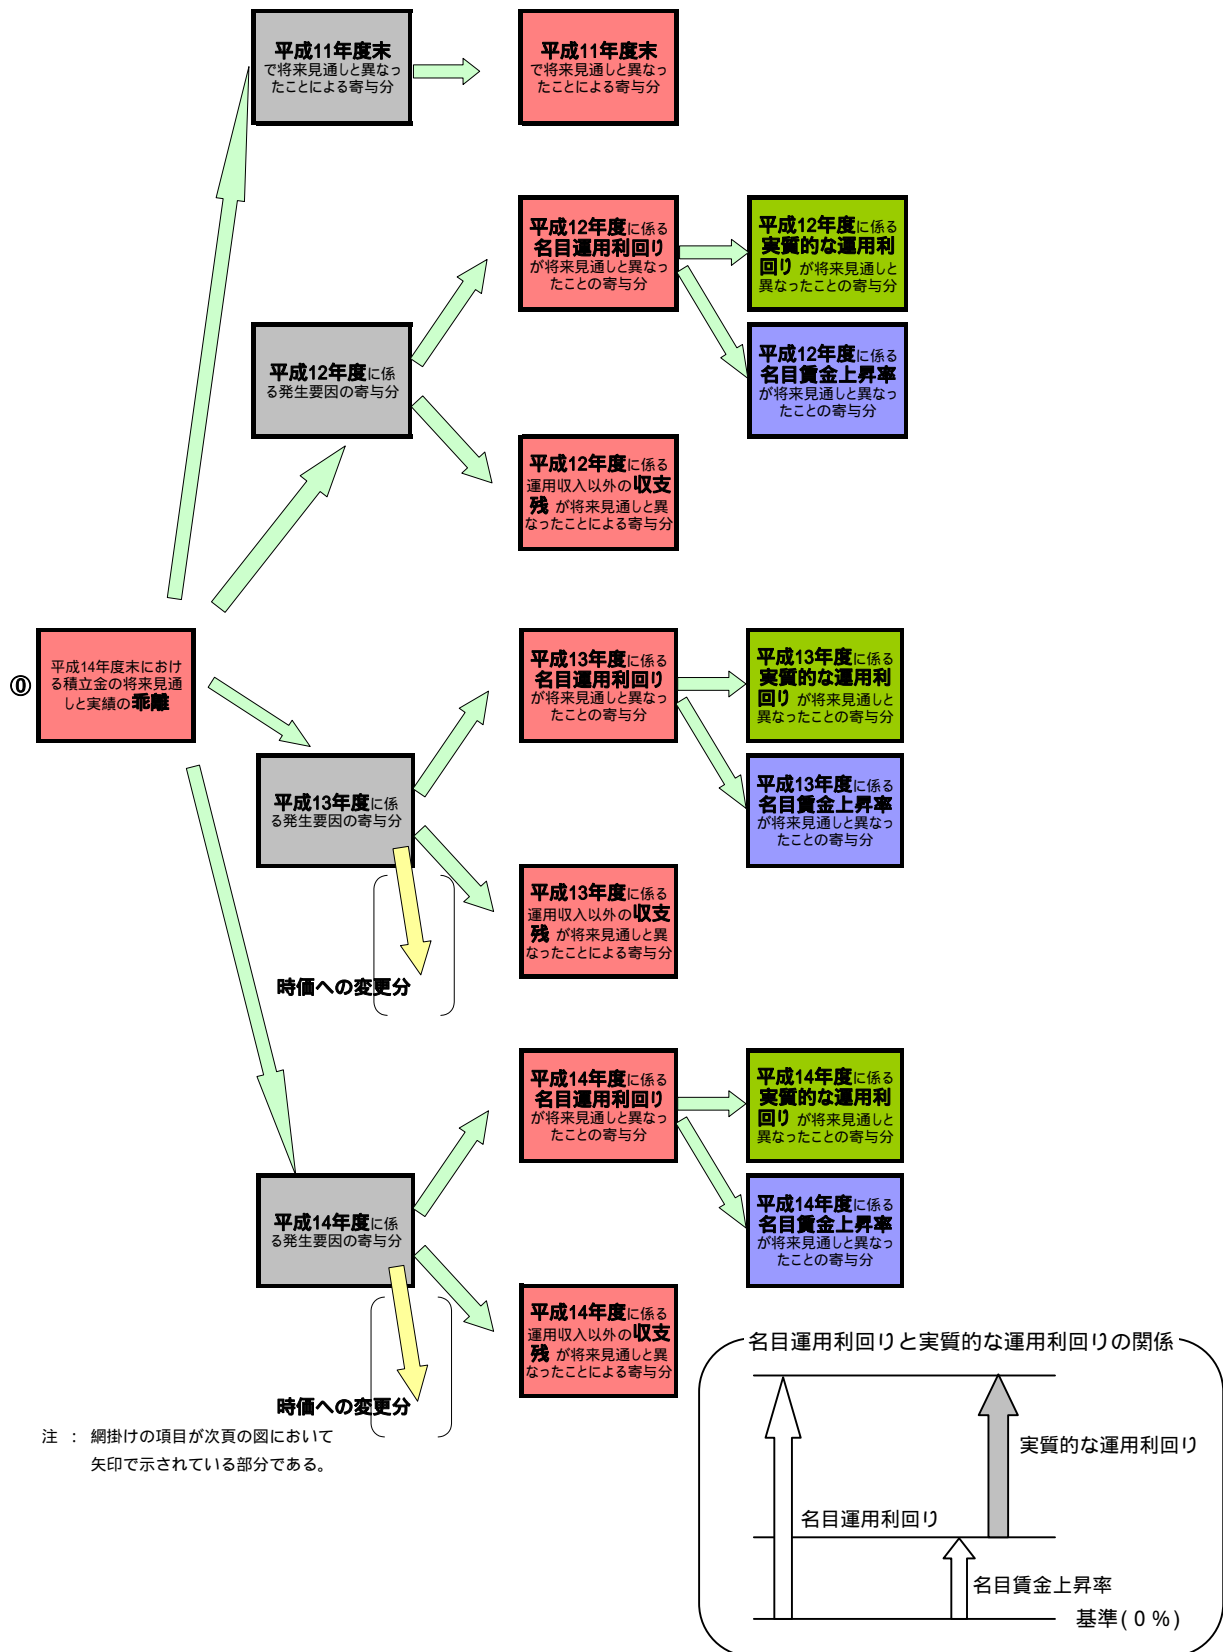 平成11年度末
で将来見通しと異なっ
たことによる寄与分
平成11年度末
で将来見通しと異なっ
たことによる寄与分
平成12年度に係る
名目運用利回り
が将来見通しと異なっ
たことの寄与分
平成12年度に係る
実質的な運用利
回り が将来見通しと
異なったことの寄与分
平成12年度に係
る発生要因の寄与分
平成12年度に係る
名目賃金上昇率
が将来見通しと異なっ
たことの寄与分
平成12年度に係る
運用収入以外の収支
残 が将来見通しと異
なったことによる寄与分
⓪
平成14年度末におけ
る積立金の将来見通
しと実績の乖離
平成13年度に係る
名目運用利回り
が将来見通しと異なっ
たことの寄与分
平成13年度に係る
実質的な運用利
回り が将来見通しと
異なったことの寄与分
平成13年度に係
る発生要因の寄与分
平成13年度に係る
名目賃金上昇率
が将来見通しと異なっ
たことの寄与分
平成13年度に係る
運用収入以外の収支
残 が将来見通しと異
なったことによる寄与分
時価への変更分
平成14年度に係る
名目運用利回り
が将来見通しと異なっ
たことの寄与分
平成14年度に係る
実質的な運用利
回り が将来見通しと
異なったことの寄与分
平成14年度に係
る発生要因の寄与分
平成14年度に係る
名目賃金上昇率
が将来見通しと異なっ
たことの寄与分
平成14年度に係る
運用収入以外の収支
残 が将来見通しと異
なったことによる寄与分
時価への変更分
注 : 網掛けの項目が次頁の図において
矢印で示されている部分である。
名目運用利回りと実質的な運用利回りの関係
実質的な運用利回り
名目運用利回り
名目賃金上昇率
基準(0%)